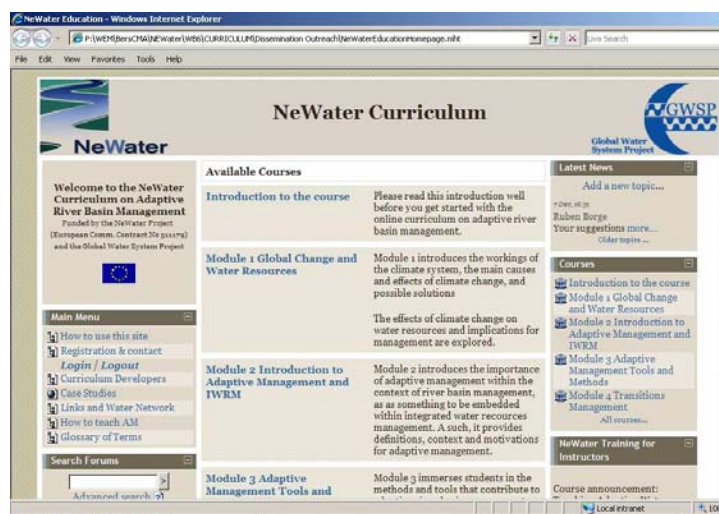 NeWater Education - Windows Internet Explorer
P:\WEM\BersCMA\NEwater\WB6\CURRICULUM\Dissemination Outreach\NeWaterEducationHomepage.mht
Live Search
File Edit View Favorites Tools Help
NeWater
NeWater Curriculum
GWSP
Global Water
System Project
Welcome to the NeWater
Curriculum on Adaptive
River Basin Management
Funded by the NeWater Project
(European Comm. Contract No 511179)
and the Global Water System Project
Main Menu
How to use this site
Registration & contact
Login / Logout
Curriculum Developers
Case Studies
Links and Water Network
How to teach AM
Glossary of Terms
Search Forums
Advanced search
Available Courses
Introduction to the course
Please read this introduction well
before you get started with the
online curriculum on adaptive river
basin management.
Module 1 Global Change and
Water Resources
Module 1 introduces the workings of
the climate system, the main causes
and effects of climate change, and
possible solutions
The effects of climate change on
water resources and implications for
management are explored.
Module 2 Introduction to
Adaptive Management and
IWRM
Module 2 introduces the importance
of adaptive management within the
context of river basin management,
as as something to be embedded
within integrated water recources
management. A such, it provides
definitions, context and motivations
for adaptive management.
Module 3 Adaptive
Management Tools and
Module 3 immerses students in the
methods and tools that contribute to
Latest News
Add a new topic...
7 Dec, 16:31
Ruben Borge
Your suggestions more...
Older topics ...
Courses
Introduction to the course
Module 1 Global Change
and Water Resources
Module 2 Introduction to
Adaptive Management and
IWRM
Module 3 Adaptive
Management Tools and
Methods
Module 4 Transitions
Management
All courses...
NeWater Training for
Instructors
Course announcement:
Local intranet